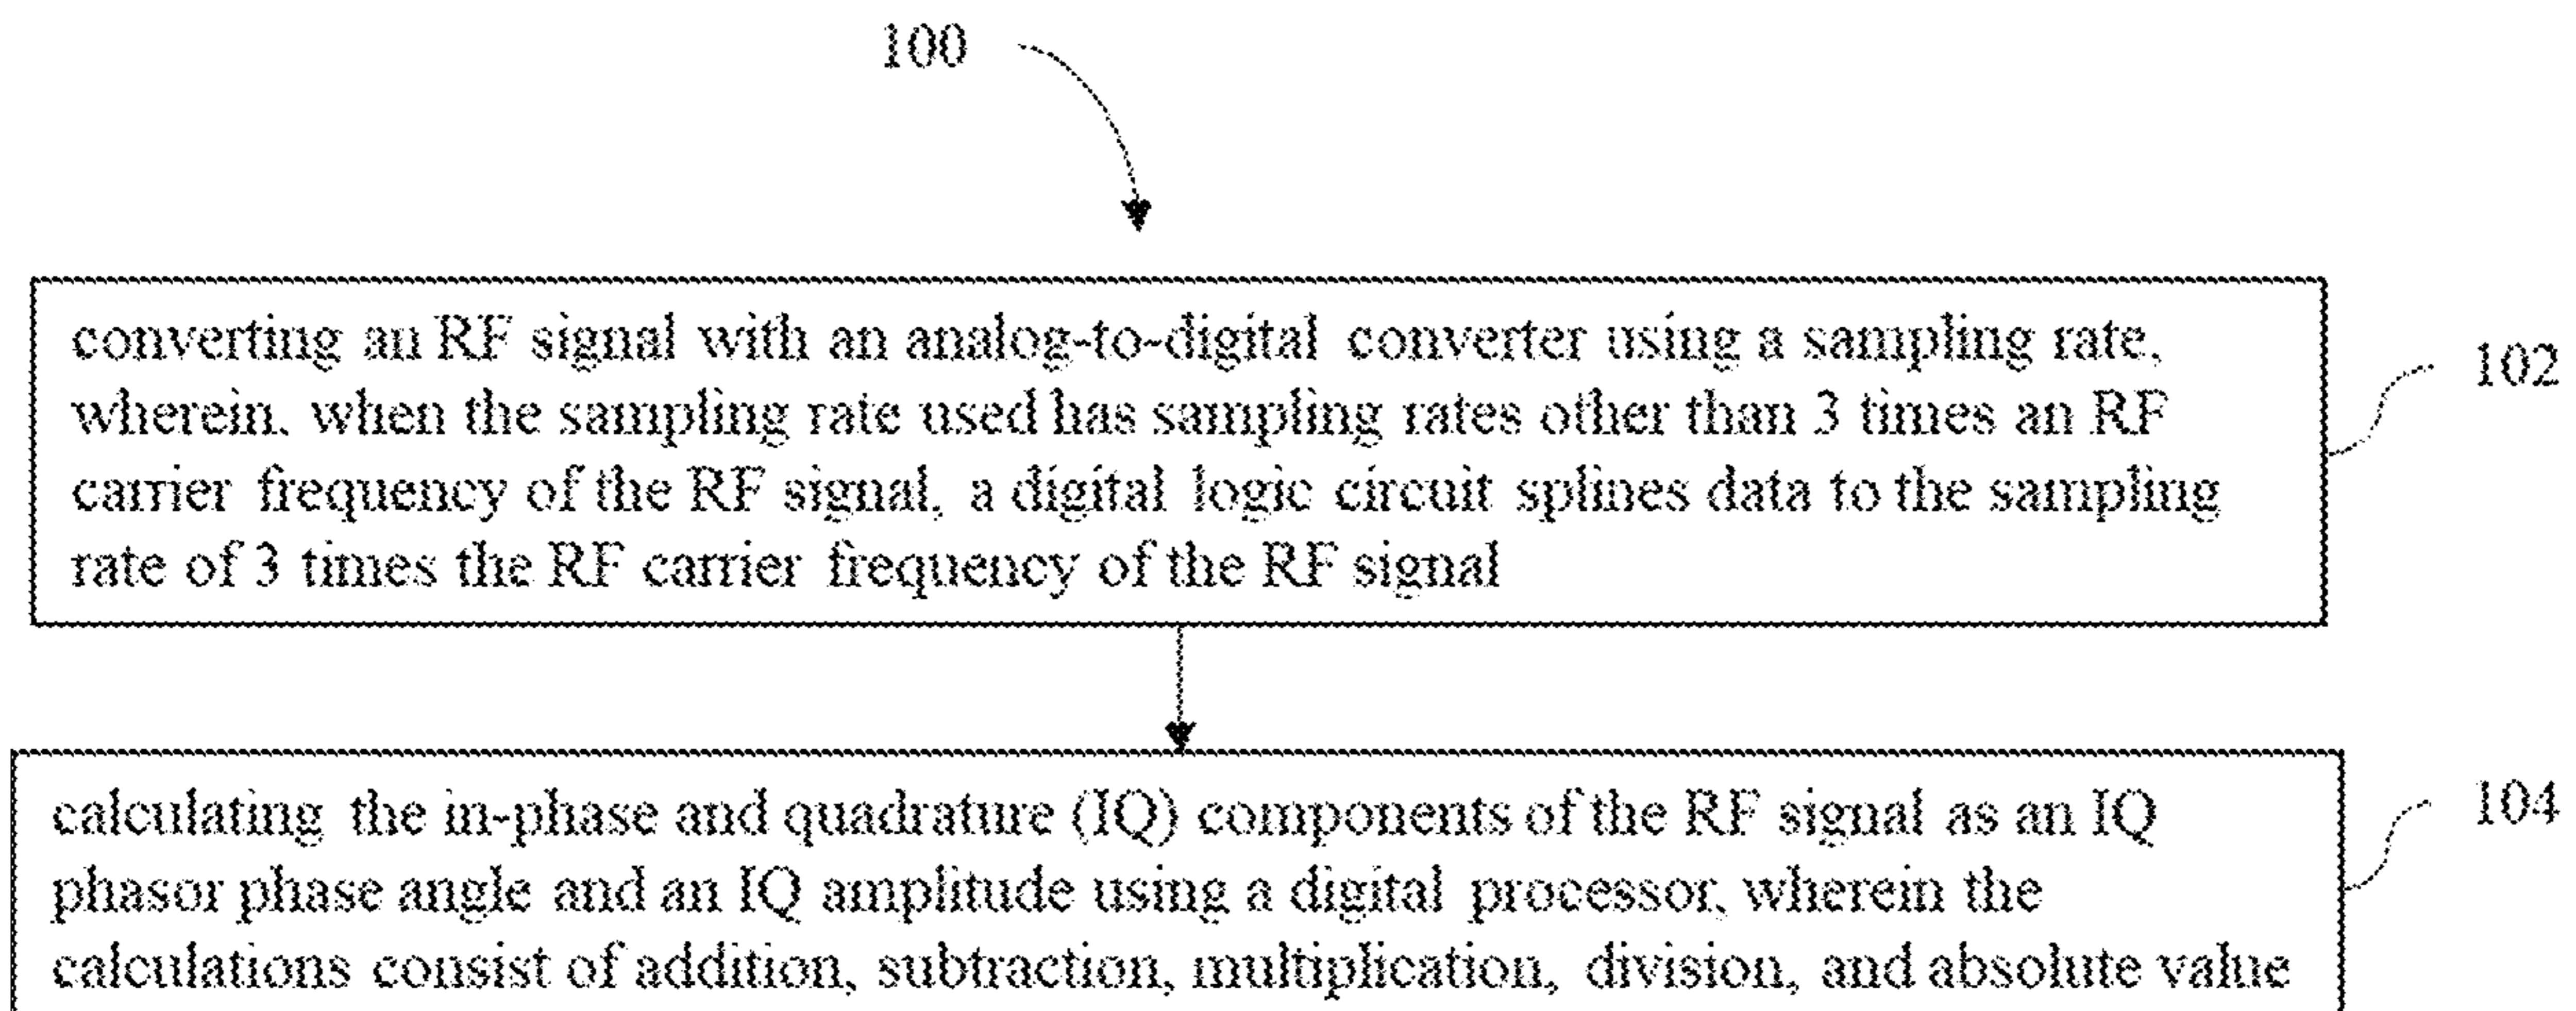 100
converting an RF signal with an analog-to-digital converter using a sampling rate,
wherein, when the sampling rate used has sampling rates other than 3 times an RF
carrier frequency of the RF signal, a digital logic circuit splines data to the sampling
rate of 3 times the RF carrier frequency of the RF signal
102
calculating the in-phase and quadrature (IQ) components of the RF signal as an IQ
phasor phase angle and an IQ amplitude using a digital processor, wherein the
calculations consist of addition, subtraction, multiplication, division, and absolute value
104